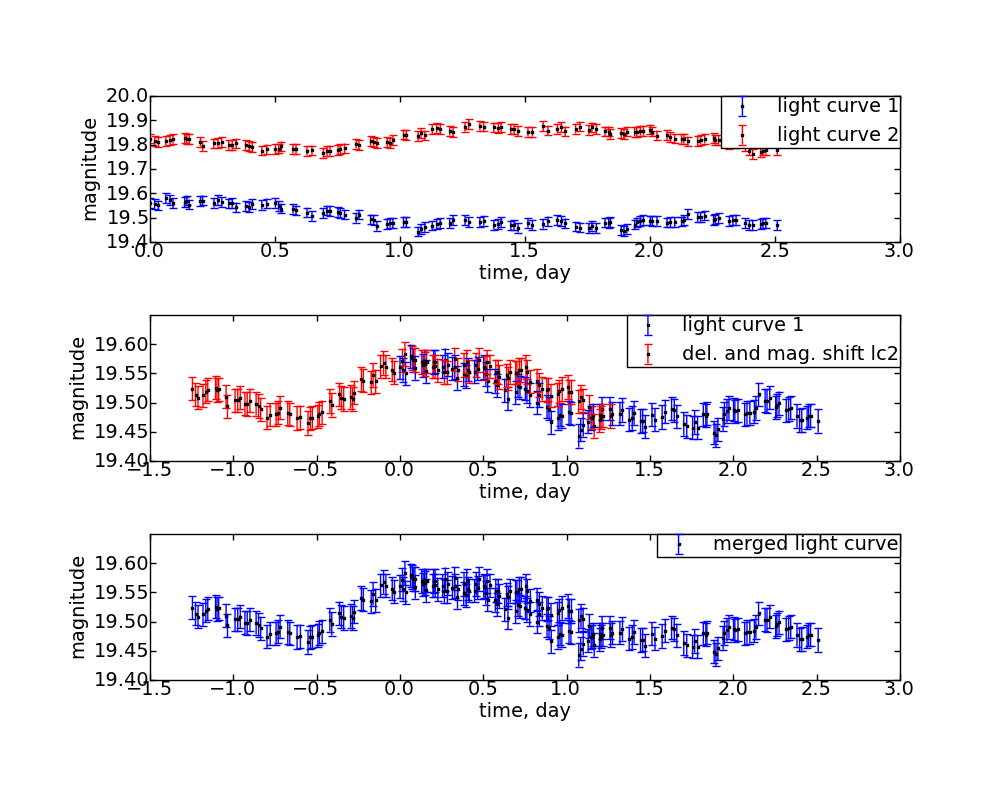 20.0
19.9
19.8
19.7
19.6
19.5
19.4
magnitude
light curve 1
light curve 2
0.0 0.5 1.0 1.5 2.0 2.5 3.0
time, day
19.60
19.55
19.50
19.45
19.40
magnitude
light curve 1
del. and mag. shift lc2
−1.5 −1.0 −0.5 0.0 0.5 1.0 1.5 2.0 2.5 3.0
time, day
19.60
19.55
19.50
19.45
19.40
magnitude
merged light curve
−1.5 −1.0 −0.5 0.0 0.5 1.0 1.5 2.0 2.5 3.0
time, day